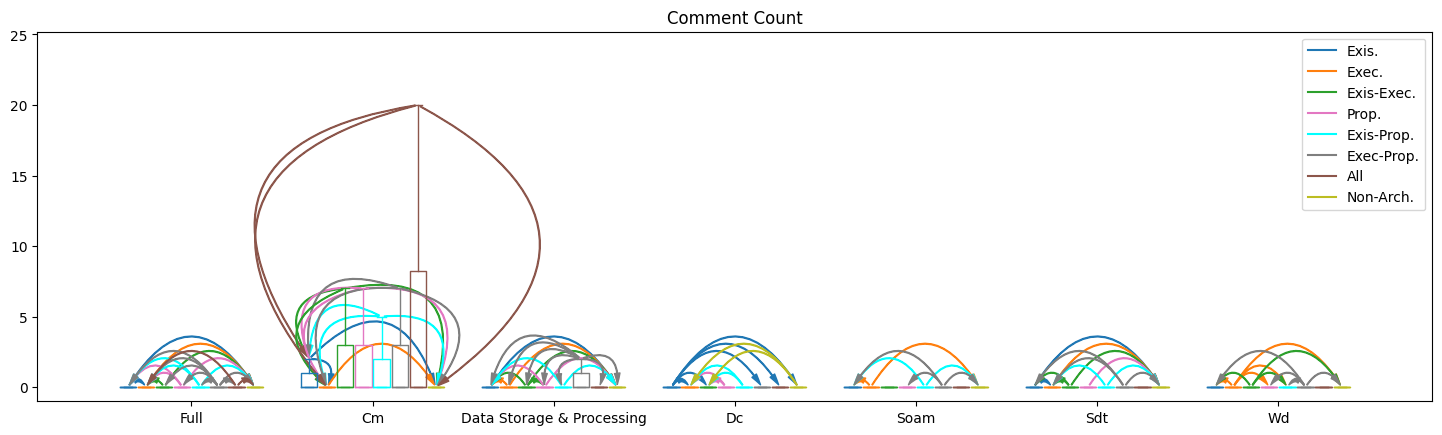 Comment Count
25
20
15
10
5
0
Exis.
Exec.
Exis-Exec.
Prop.
Exis-Prop.
Exec-Prop.
All
Non-Arch.
Full
Cm
Data Storage & Processing
Dc
Soam
Sdt
Wd